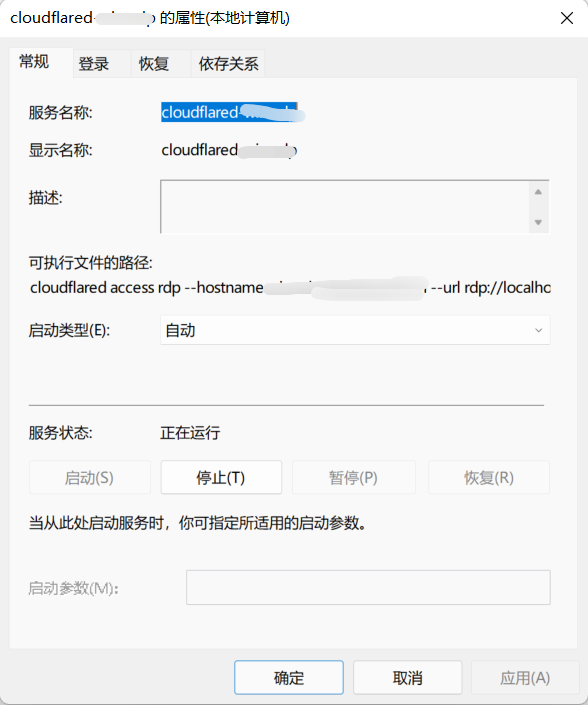 cloudflared- 的属性(本地计算机)
常规 登录 恢复 依存关系
服务名称: cloudflared-
显示名称: cloudflared
描述:
可执行文件的路径:
cloudflared access rdp --hostname --url rdp://localho
启动类型(E): 自动
服务状态: 正在运行
启动(S) 停止(T) 暂停(P) 恢复(R)
当从此处启动服务时，你可指定所适用的启动参数。
启动参数(M):
确定 取消 应用(A)